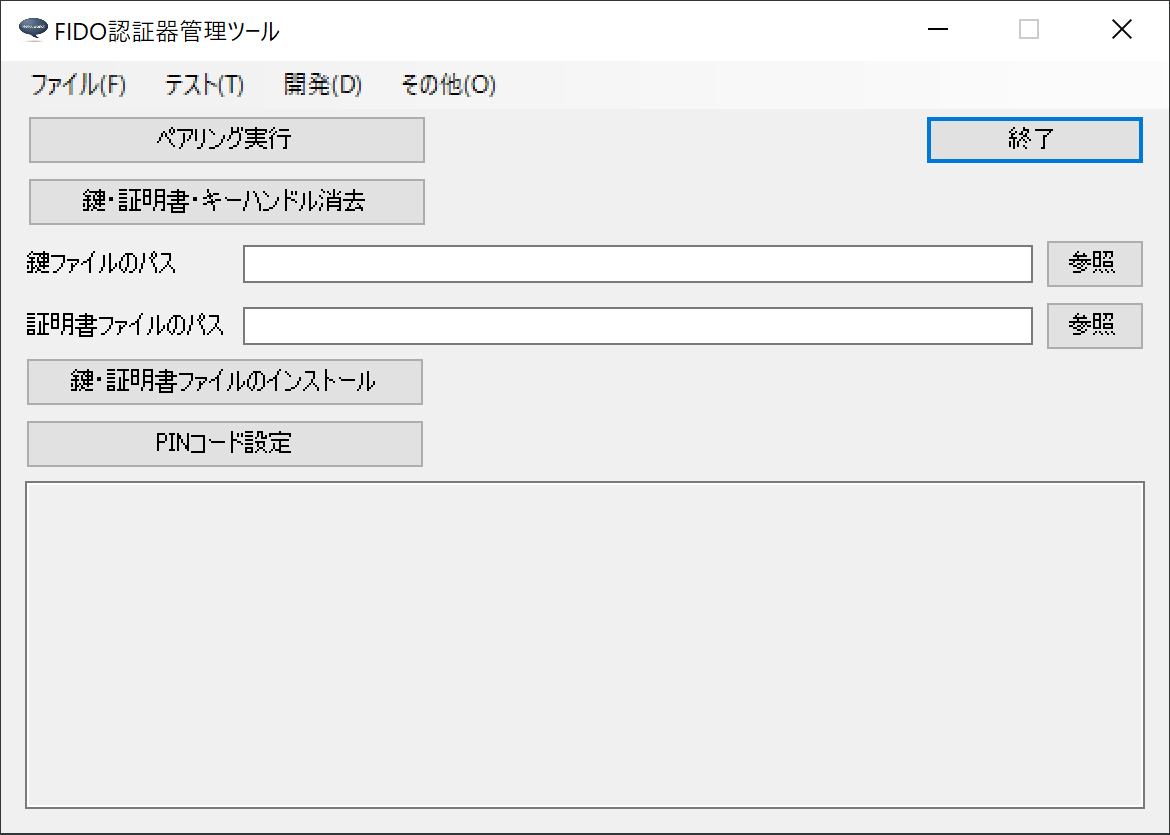 FIDO認証器管理ツール
ファイル(F) テスト(T) 開発(D) その他(O)
ペアリング実行 終了
鍵・証明書・キーハンドル消去
鍵ファイルのパス 参照
証明書ファイルのパス 参照
鍵・証明書ファイルのインストール
PINコード設定